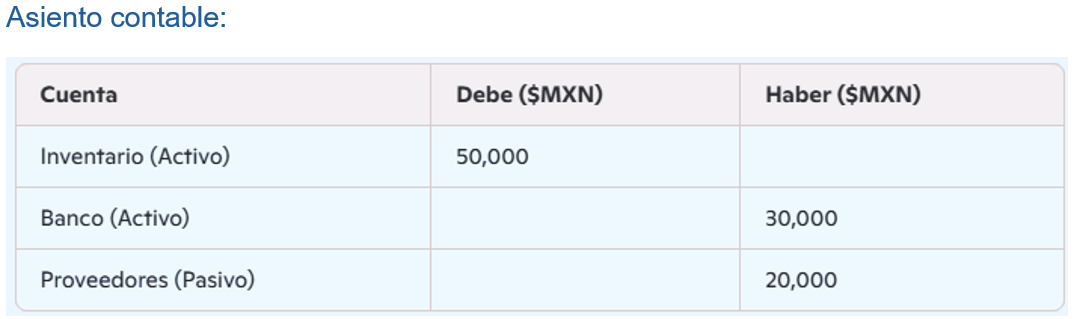 Asiento contable:
Cuenta Debe ($MXN) Haber ($MXN)
Inventario (Activo) 50,000
Banco (Activo) 30,000
Proveedores (Pasivo) 20,000